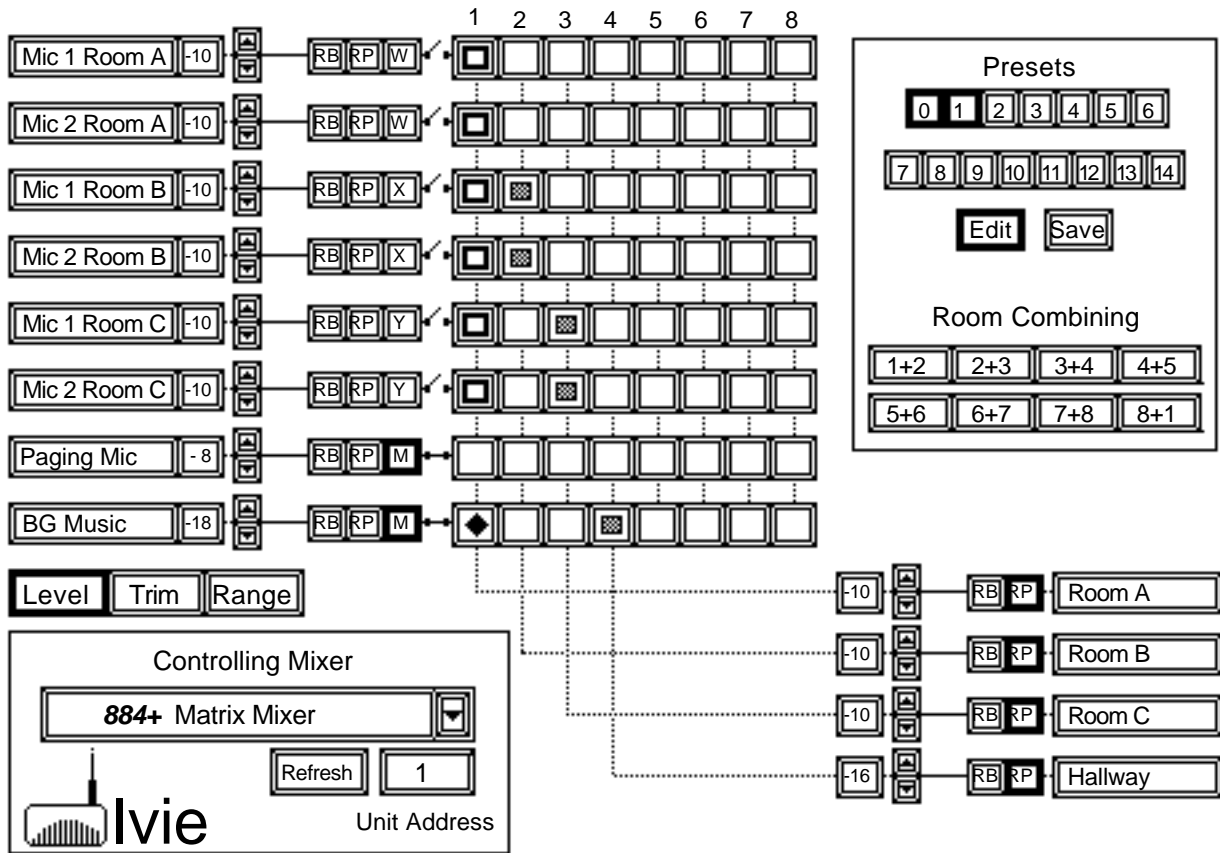 1 2 3 4 5 6 7 8
Mic 1 Room A -10 RB RP W
Mic 2 Room A -10 RB RP W
Mic 1 Room B -10 RB RP X
Mic 2 Room B -10 RB RP X
Mic 1 Room C -10 RB RP Y
Mic 2 Room C -10 RB RP Y
Paging Mic - 8 RB RP M
BG Music -18 RB RP M
Presets
0 1 2 3 4 5 6
7 8 9 10 11 12 13 14
Edit Save
Room Combining
1+2 2+3 3+4 4+5
5+6 6+7 7+8 8+1
Level Trim Range
-10 RB RP Room A
-10 RB RP Room B
-10 RB RP Room C
-16 RB RP Hallway
Controlling Mixer
884+ Matrix Mixer
Refresh 1
Ivie Unit Address